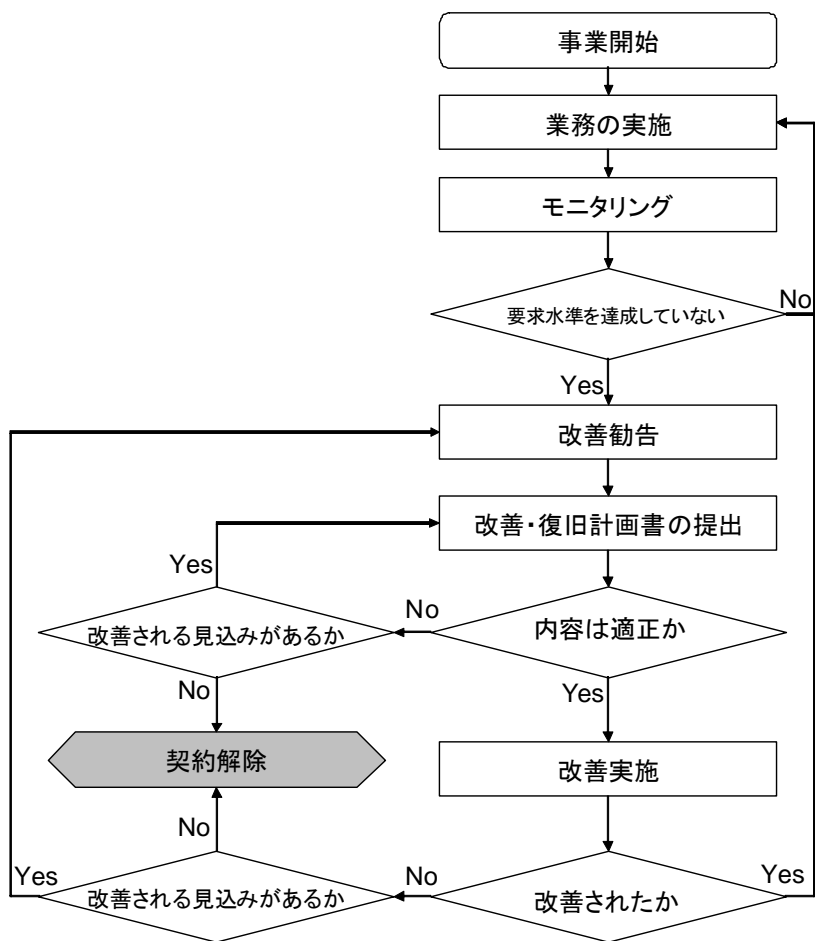 事業開始
業務の実施
モニタリング
要求水準を達成していない
No
Yes
改善勧告
改善・復旧計画書の提出
Yes
改善される見込みがあるか
No
内容は適正か
No
Yes
契約解除
改善実施
No
Yes
改善される見込みがあるか
No
改善されたか
Yes